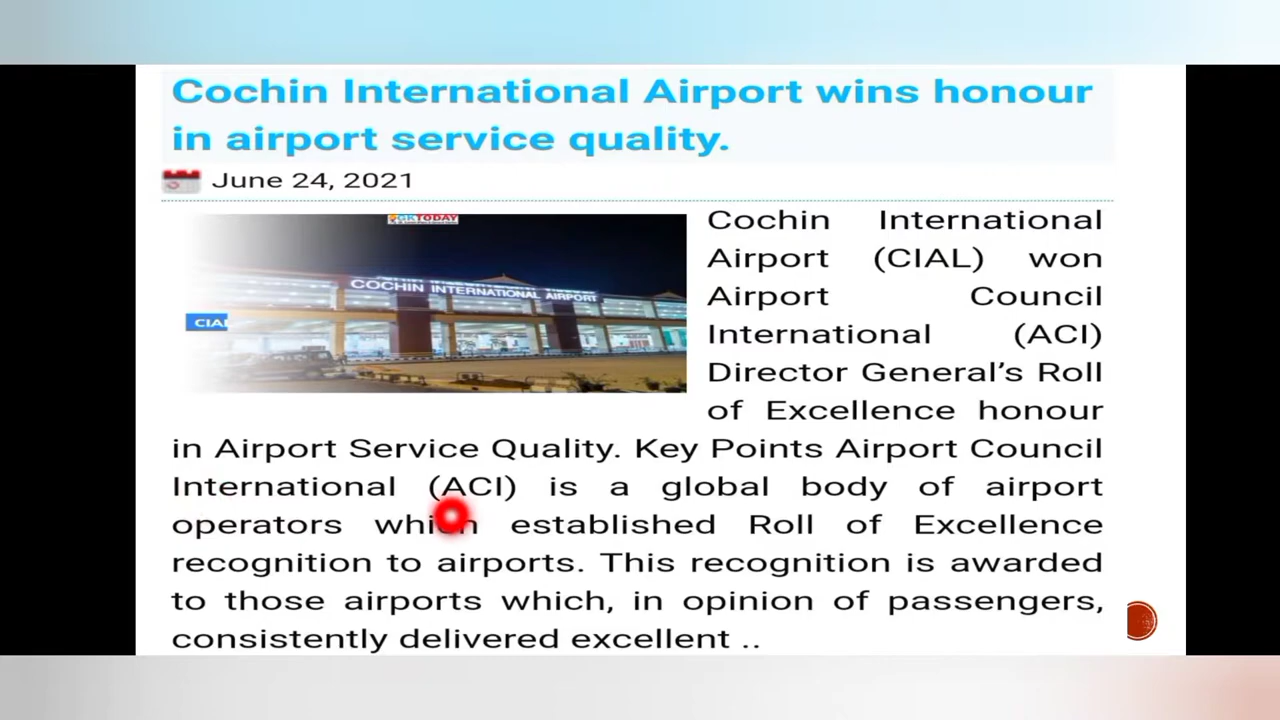 Cochin International Airport wins honour
in airport service quality.
June 24, 2021
GKTODAY
COCHIN INTERNATIONAL AIRPORT
CIAL
Cochin International
Airport (CIAL) won
Airport Council
International (ACI)
Director General’s Roll
of Excellence honour
in Airport Service Quality. Key Points Airport Council
International (ACI) is a global body of airport
operators which established Roll of Excellence
recognition to airports. This recognition is awarded
to those airports which, in opinion of passengers,
consistently delivered excellent ..